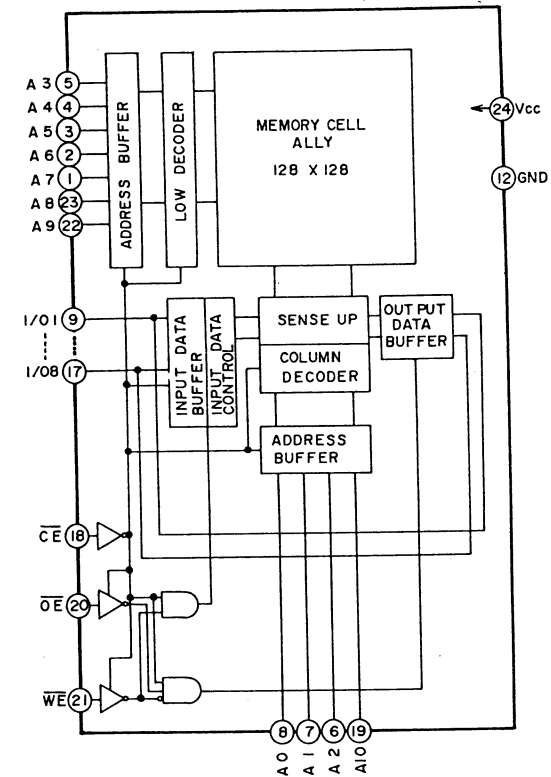 A3 5
A4 4
A5 3
A6 2
A7 1
A8 23
A9 22
ADDRESS BUFFER
LOW DECODER
MEMORY CELL
ALLY
128 X 128
24 Vcc
12 GND
I/O1 9
I/O8 17
INPUT DATA
BUFFER
INPUT DATA
CONTROL
SENSE UP
COLUMN
DECODER
OUTPUT
DATA
BUFFER
ADDRESS
BUFFER
CE 18
OE 20
WE 21
8 7 6 19
A0 A1 A2 A10